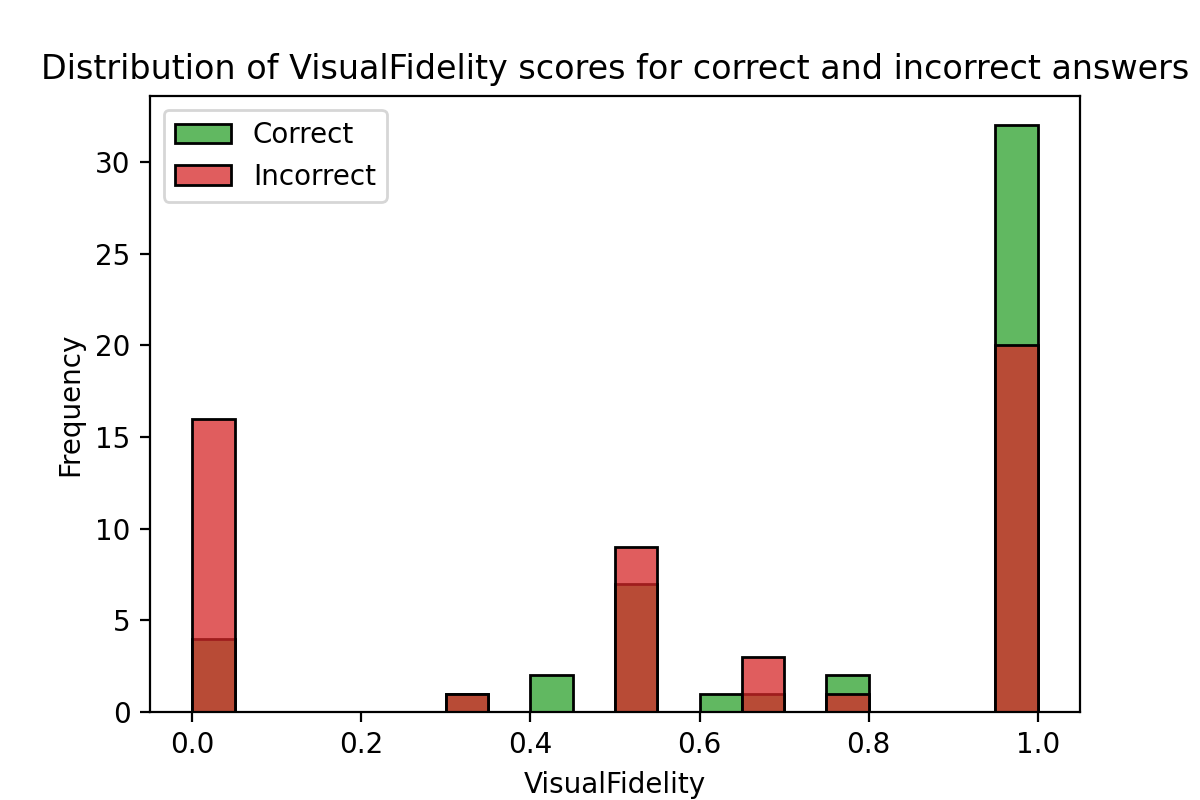 Distribution of VisualFidelity scores for correct and incorrect answers
Correct
Incorrect
30
25
20
15
10
5
0
Frequency
0.0 0.2 0.4 0.6 0.8 1.0
VisualFidelity